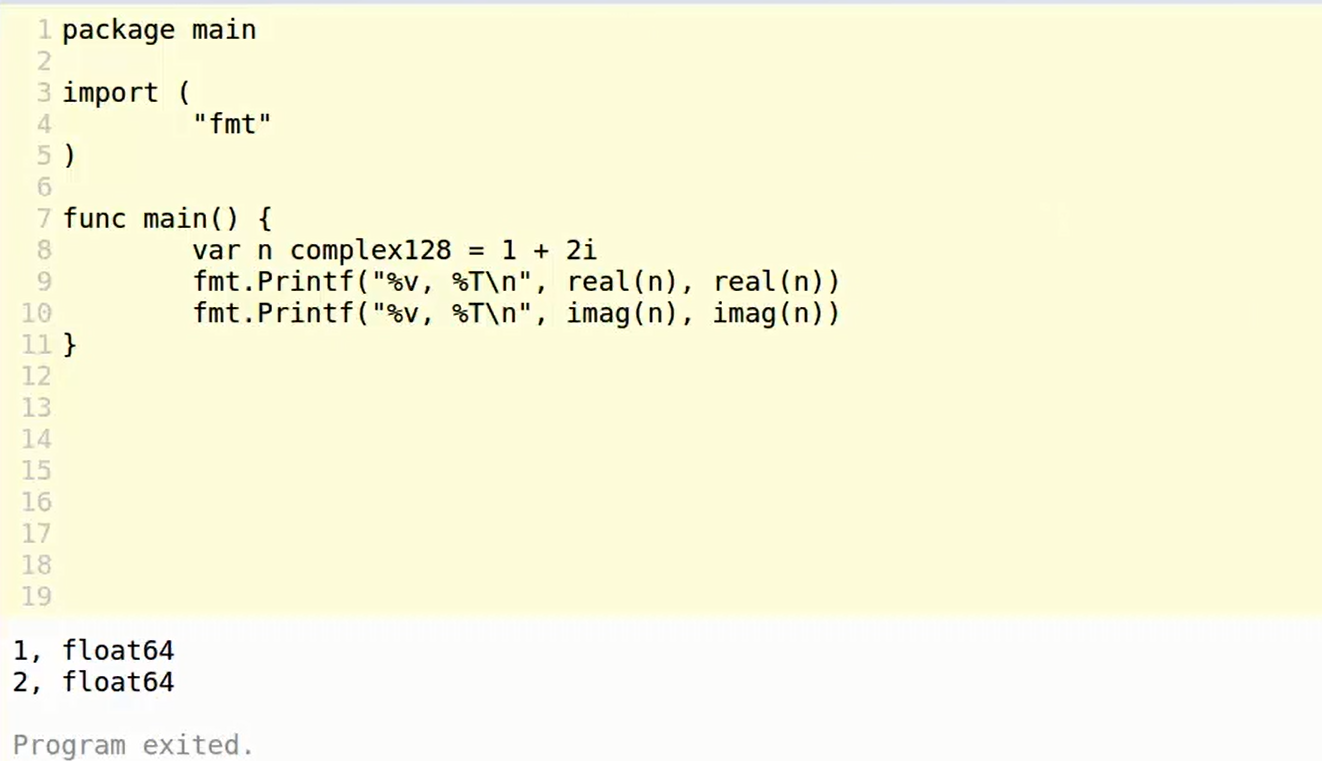 1 package main
2
3 import (
4         "fmt"
5 )
6
7 func main() {
8         var n complex128 = 1 + 2i
9         fmt.Printf("%v, %T\n", real(n), real(n))
10         fmt.Printf("%v, %T\n", imag(n), imag(n))
11 }
12
13
14
15
16
17
18
19
1, float64
2, float64
Program exited.